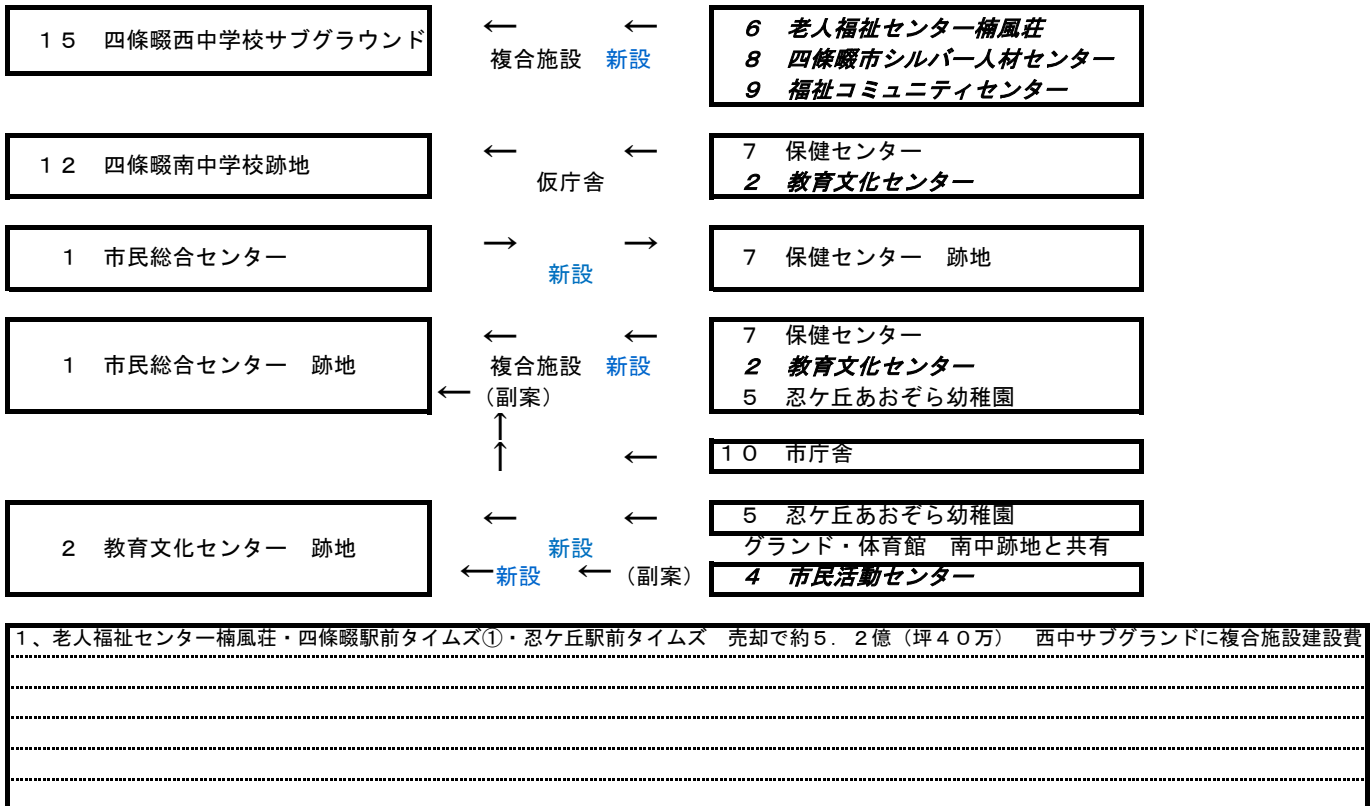 １５　四條畷西中学校サブグラウンド
← ←
複合施設　新設
６　老人福祉センター楠風荘
８　四條畷市シルバー人材センター
９　福祉コミュニティセンター
１２　四條畷南中学校跡地
← ←
仮庁舎
７　保健センター
２　教育文化センター
１　市民総合センター
→ →
新設
７　保健センター　跡地
１　市民総合センター　跡地
← ←
複合施設　新設
← （副案）
↑
↑ ←
７　保健センター
２　教育文化センター
５　忍ケ丘あおぞら幼稚園
１０　市庁舎
２　教育文化センター　跡地
← ←
新設
←新設 ← （副案）
５　忍ケ丘あおぞら幼稚園
グランド・体育館　南中跡地と共有
４　市民活動センター
１、老人福祉センター楠風荘・四條畷駅前タイムズ①・忍ケ丘駅前タイムズ　売却で約５．２億（坪４０万）　西中サブグランドに複合施設建設費